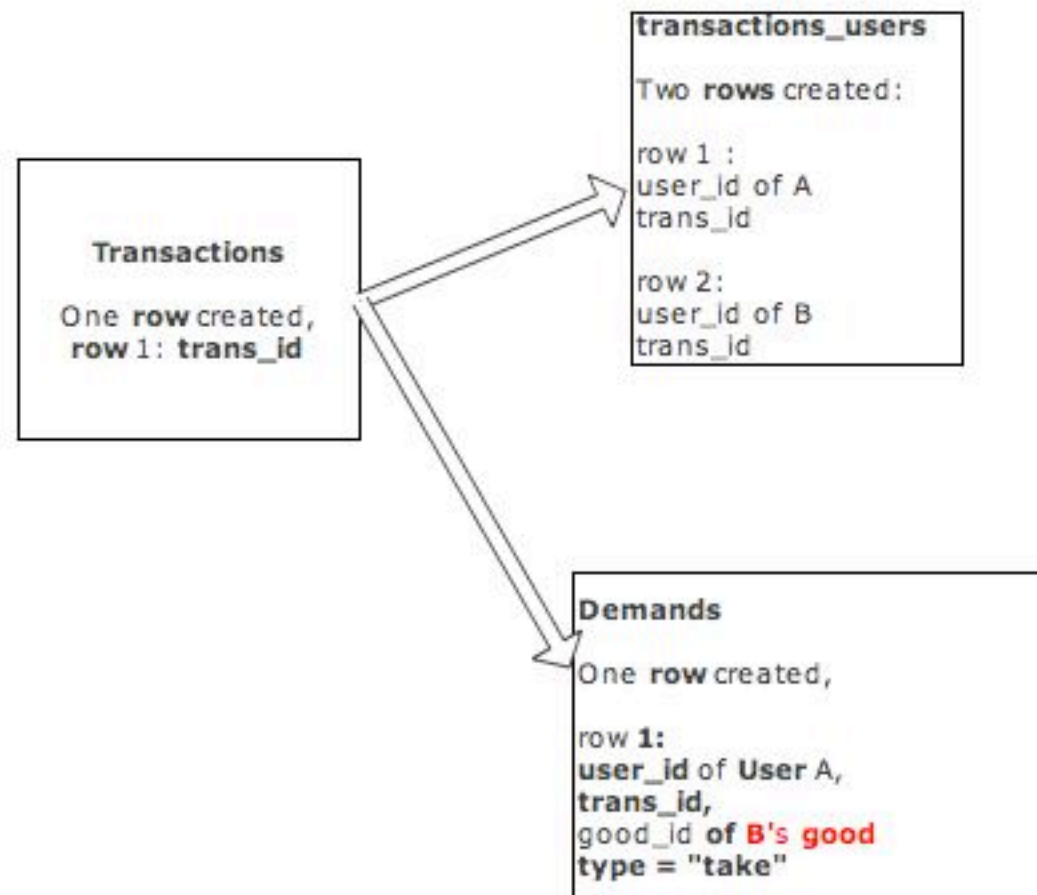 transactions_users
Two rows created:
row 1 :
user_id of A
trans_id
row 2:
user_id of B
trans_id
Transactions
One row created,
row 1: trans_id
Demands
One row created,
row 1:
user_id of User A,
trans_id,
good_id of B's good
type = "take"